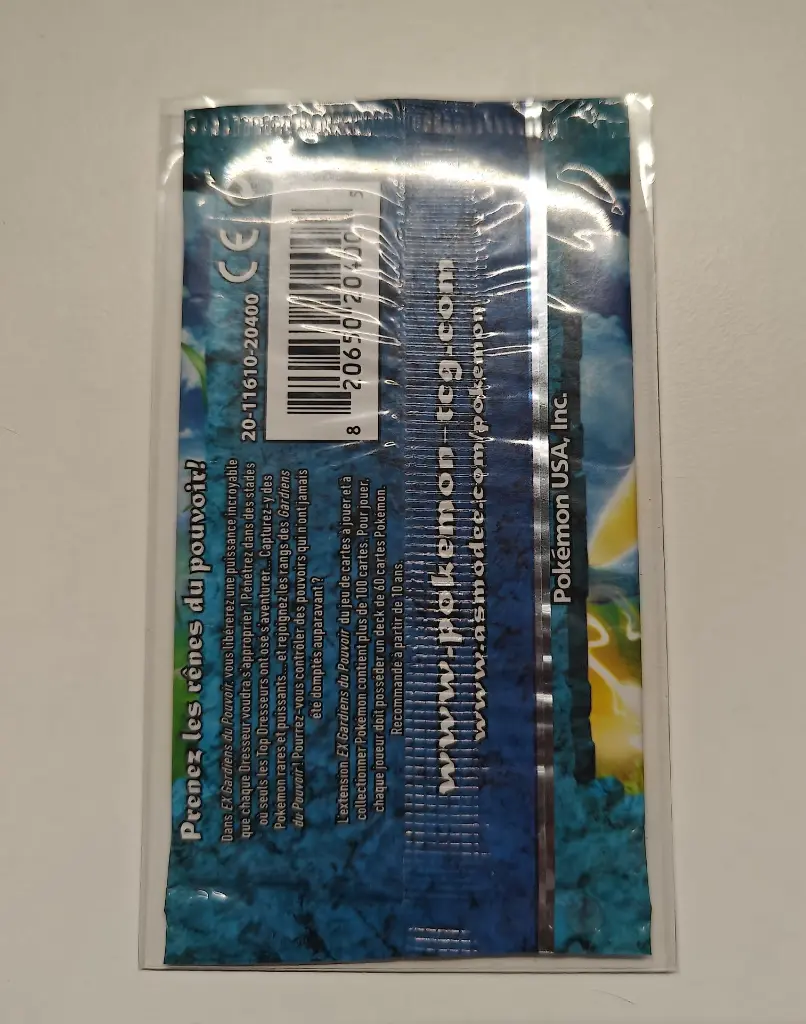 Prenez les rênes du pouvoir!
Dans EX Gardiens du Pouvoir, vous libérerez une puissance incroyable
que chaque Dresseur voudra s'approprier ! Pénétrez dans des stades
où seuls les Top Dresseurs ont osé s'aventurer... Capturez-y des
Pokémon rares et puissants... et rejoignez les rangs des Gardiens
du Pouvoir ! Pourrez-vous contrôler des pouvoirs qui n'ont jamais
été domptés auparavant ?
L'extension EX Gardiens du Pouvoir du jeu de cartes à jouer et à
collectionner Pokémon contient plus de 100 cartes. Pour jouer,
chaque joueur doit posséder un deck de 60 cartes Pokémon.
Recommandé à partir de 10 ans.
20-11610-20400
CE
8 20650 20400 5
www.pokemon-tcg.com
www.asmodee.com/pokemon
Pokémon USA, Inc.